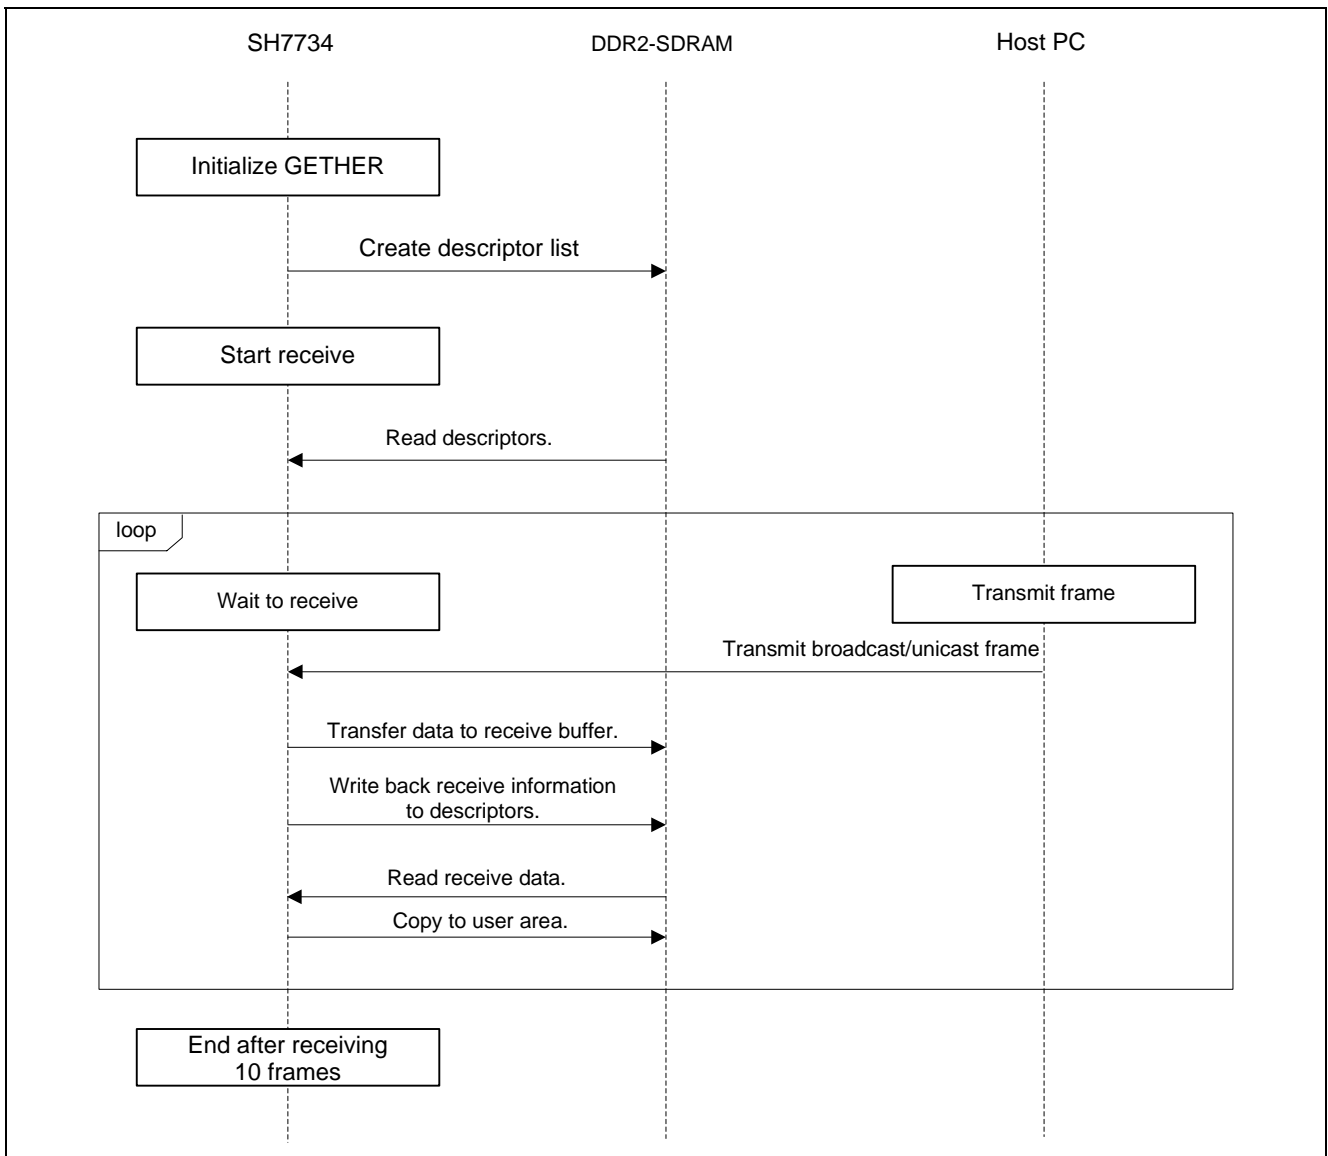 SH7734
DDR2-SDRAM
Host PC
Initialize GETHER
Create descriptor list
Start receive
Read descriptors.
loop
Wait to receive
Transmit frame
Transmit broadcast/unicast frame
Transfer data to receive buffer.
Write back receive information
to descriptors.
Read receive data.
Copy to user area.
End after receiving
10 frames